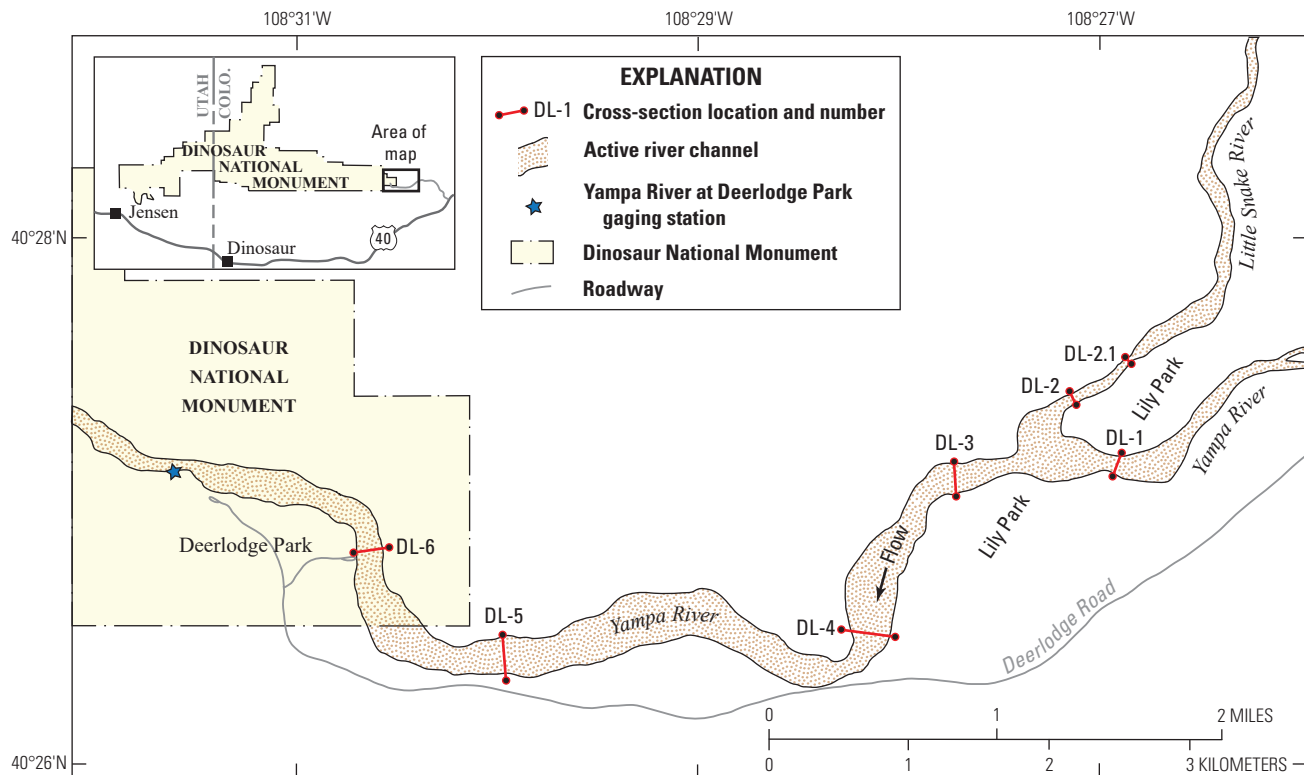 108°31'W
108°29'W
108°27'W
40°28'N
40°26'N
UTAH
COLO.
DINOSAUR
NATIONAL
MONUMENT
Area of
map
Jensen
Dinosaur
40
EXPLANATION
DL-1 Cross-section location and number
Active river channel
Yampa River at Deerlodge Park
gaging station
Dinosaur National Monument
Roadway
Little Snake River
DINOSAUR
NATIONAL
MONUMENT
DL-2.1
DL-2
Lily Park
Yampa River
DL-1
DL-3
Lily Park
Flow
Deerlodge Park
DL-6
DL-5
Yampa River
DL-4
Deerlodge Road
0 1 2 MILES
0 1 2 3 KILOMETERS